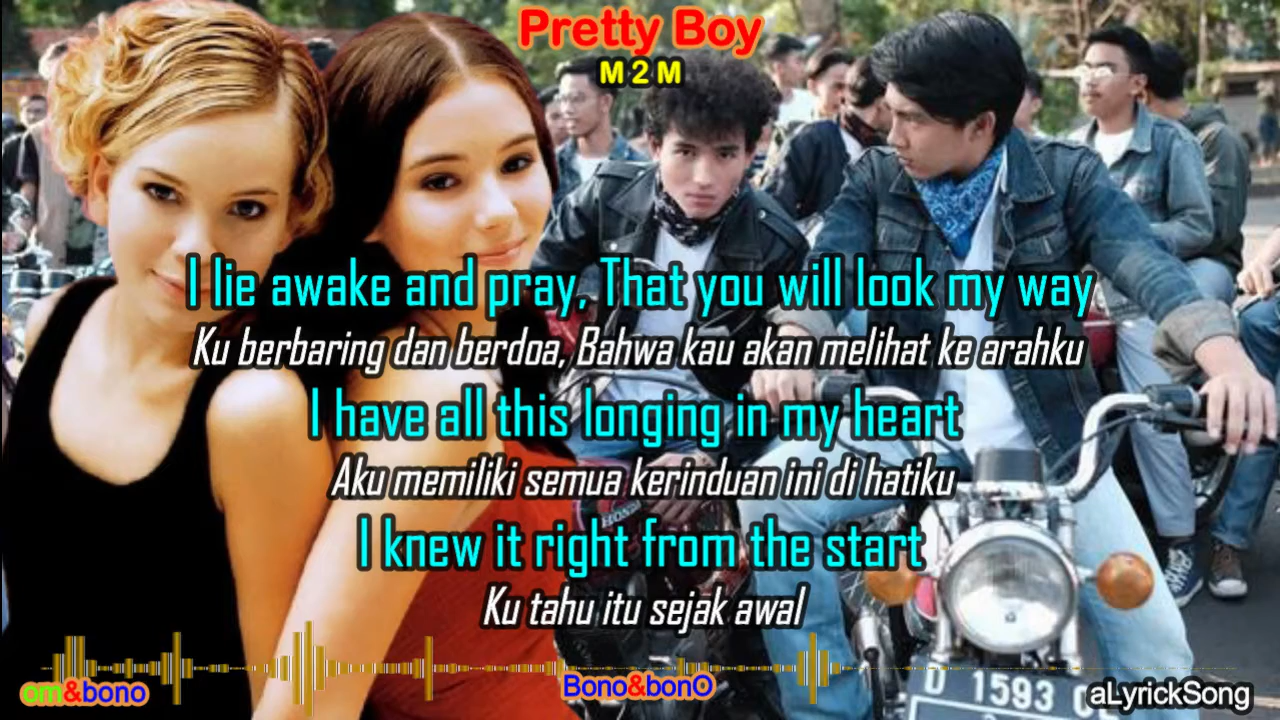 Pretty Boy
M 2 M
I lie awake and pray, That you will look my way
Ku berbaring dan berdoa, Bahwa kau akan melihat ke arahku
I have all this longing in my heart
Aku memiliki semua kerinduan ini di hatiku
HONDA
I knew it right from the start
Ku tahu itu sejak awal
om&bono
Bono&bonO
D 1593
aLyrickSong